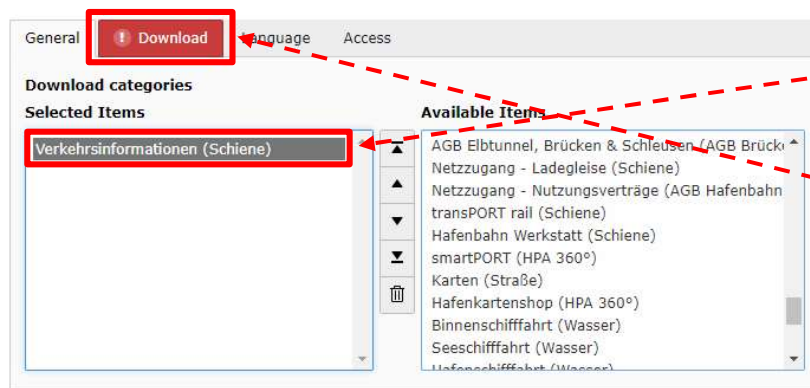 General
Download
Language
Access
Download categories
Selected Items
Available Items
Verkehrsinformationen (Schiene)
AGB Elbtunnel, Brücken & Schleusen (AGB Brück
Netzzugang - Ladegleise (Schiene)
Netzzugang - Nutzungsverträge (AGB Hafenbahn
transPORT rail (Schiene)
Hafenbahn Werkstatt (Schiene)
smartPORT (HPA 360°)
Karten (Straße)
Hafenkartenshop (HPA 360°)
Binnenschifffahrt (Wasser)
Seeschifffahrt (Wasser)
Hafenschifffahrt (Wasser)